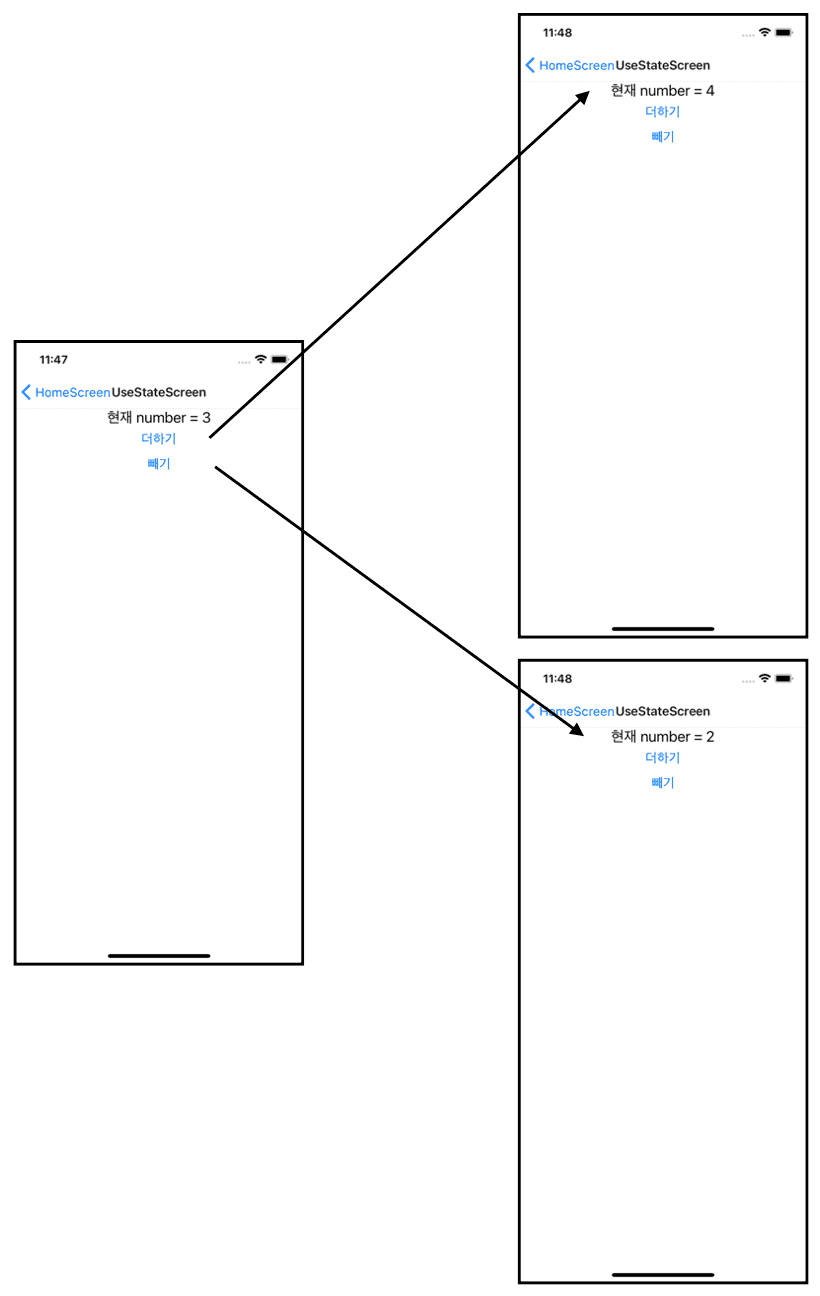 11:48
HomeScreen UseStateScreen
현재 number = 4
더하기
빼기
11:47
HomeScreen UseStateScreen
현재 number = 3
더하기
빼기
11:48
HomeScreen UseStateScreen
현재 number = 2
더하기
빼기